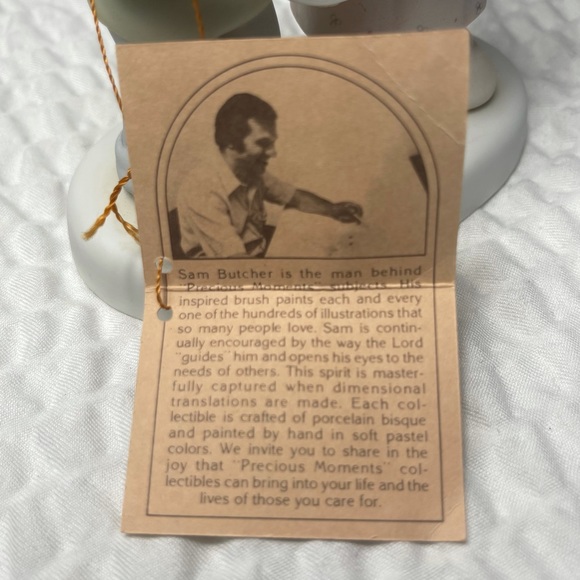 Sam Butcher is the man behind
"Precious Moments" subjects. His
inspired brush paints each and every
one of the hundreds of illustrations that
so many people love. Sam is contin-
ually encouraged by the way the Lord
"guides" him and opens his eyes to the
needs of others. This spirit is master-
fully captured when dimensional
translations are made. Each col-
lectible is crafted of porcelain bisque
and painted by hand in soft pastel
colors. We invite you to share in the
joy that "Precious Moments" col-
lectibles can bring into your life and the
lives of those you care for.